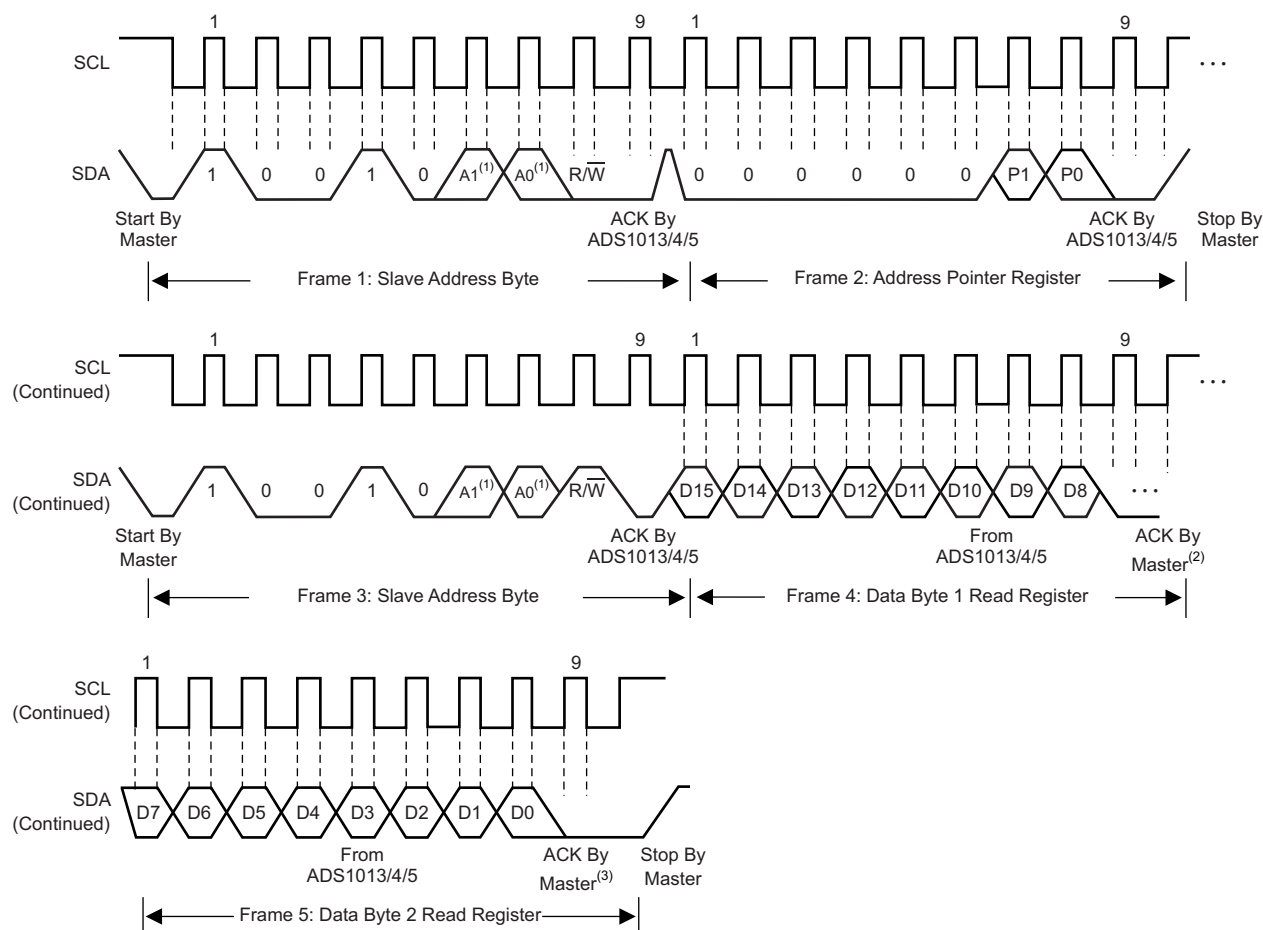 1 9 1 9
SCL
...
SDA
1 0 0 1 0 A1(1) A0(1) R/W̅ 0 0 0 0 0 0 P1 P0
Start By
Master
ACK By
ADS1013/4/5
ACK By
ADS1013/4/5
Stop By
Master
Frame 1: Slave Address Byte
Frame 2: Address Pointer Register
1 9 1 9
SCL
(Continued)
...
SDA
(Continued)
1 0 0 1 0 A1(1) A0(1) R/W̅ D15 D14 D13 D12 D11 D10 D9 D8 ...
Start By
Master
ACK By
ADS1013/4/5
From
ADS1013/4/5
ACK By
Master(2)
Frame 3: Slave Address Byte
Frame 4: Data Byte 1 Read Register
1 9
SCL
(Continued)
SDA
(Continued)
D7 D6 D5 D4 D3 D2 D1 D0
From
ADS1013/4/5
ACK By
Master(3)
Stop By
Master
Frame 5: Data Byte 2 Read Register